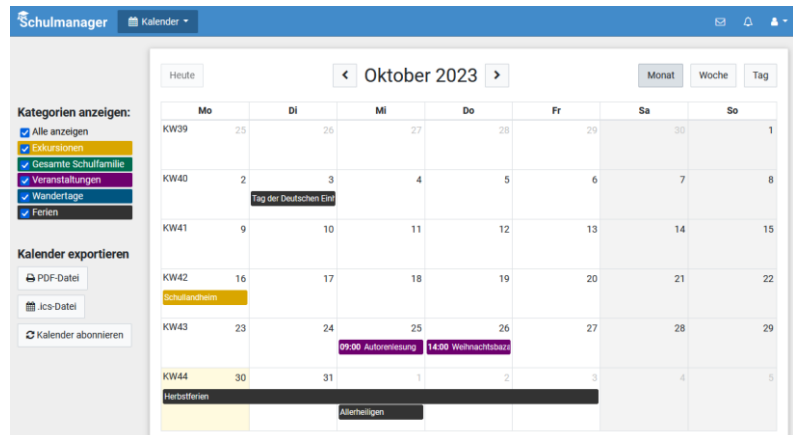 Schulmanager Kalender
Heute Oktober 2023 Monat Woche Tag
Kategorien anzeigen:
Alle anzeigen
Exkursionen
Gesamte Schulfamilie
Veranstaltungen
Wandertage
Ferien
Kalender exportieren
PDF-Datei
.ics-Datei
Kalender abonnieren
Mo Di Mi Do Fr Sa So
KW39 25 26 27 28 29 30 1
KW40 2 3 4 5 6 7 8
Tag der Deutschen Einh
KW41 9 10 11 12 13 14 15
KW42 16 17 18 19 20 21 22
Schullandheim
KW43 23 24 25 26 27 28 29
09:00 Autorenlesung 14:00 Weihnachtsbaza
KW44 30 31 1 2 3 4 5
Herbstferien
Allerheiligen